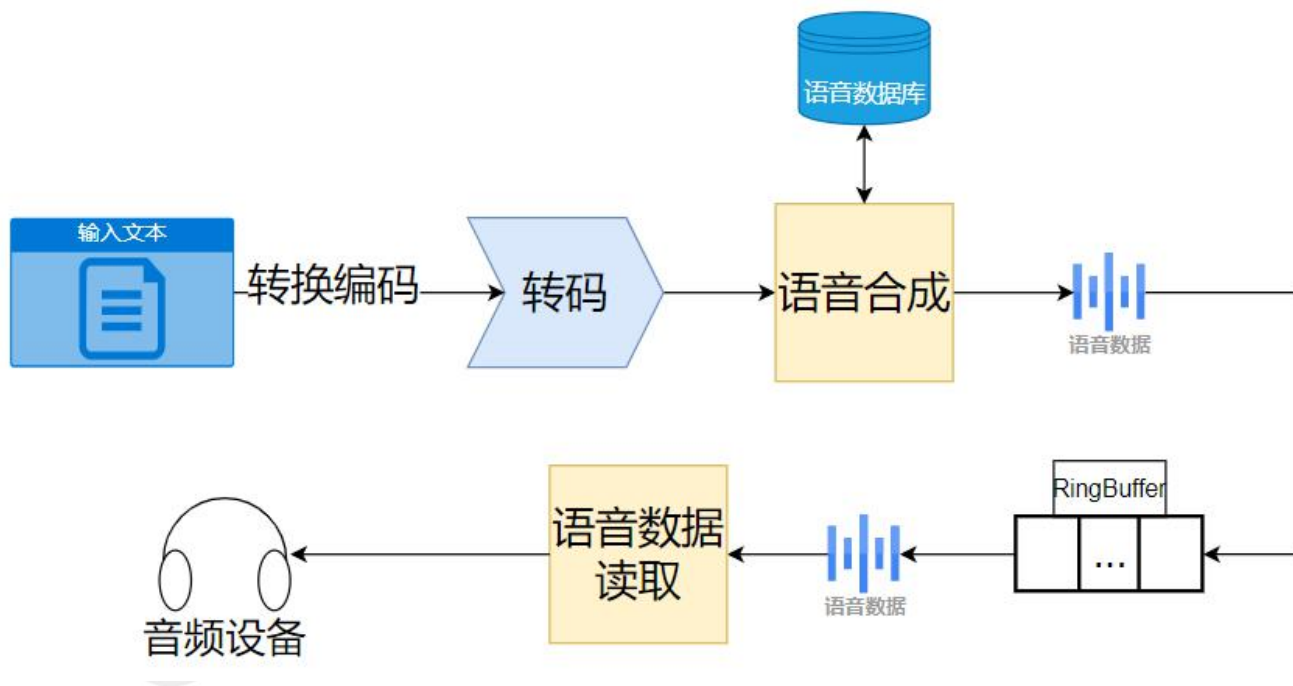 语音数据库
输入文本
转换编码
转码
语音合成
语音数据
RingBuffer
...
语音数据
语音数据
读取
音频设备